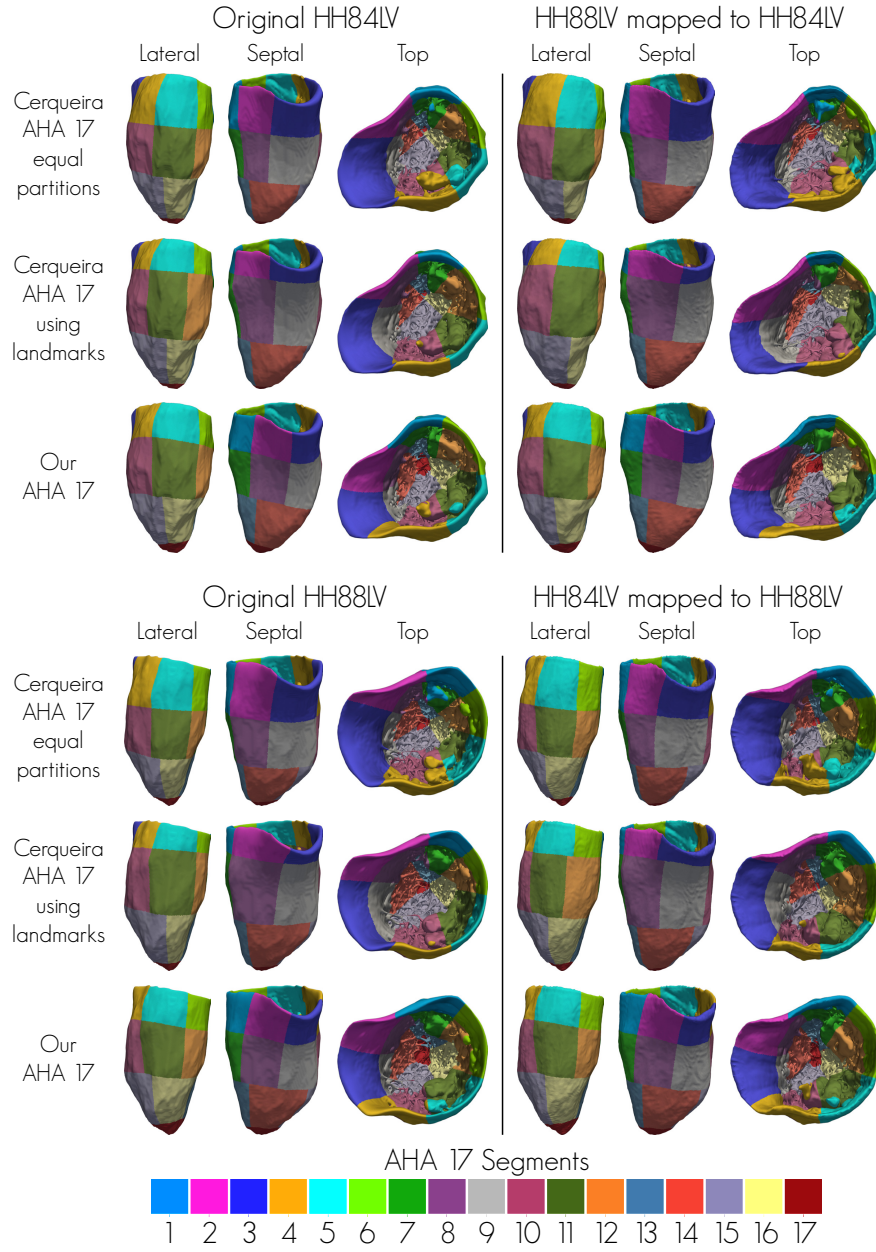 Original HH84LV
HH88LV mapped to HH84LV
Lateral
Septal
Top
Lateral
Septal
Top
Cerqueira
AHA 17
equal
partitions
Cerqueira
AHA 17
using
landmarks
Our
AHA 17
Original HH88LV
HH84LV mapped to HH88LV
Lateral
Septal
Top
Lateral
Septal
Top
Cerqueira
AHA 17
equal
partitions
Cerqueira
AHA 17
using
landmarks
Our
AHA 17
AHA 17 Segments
1 2 3 4 5 6 7 8 9 10 11 12 13 14 15 16 17